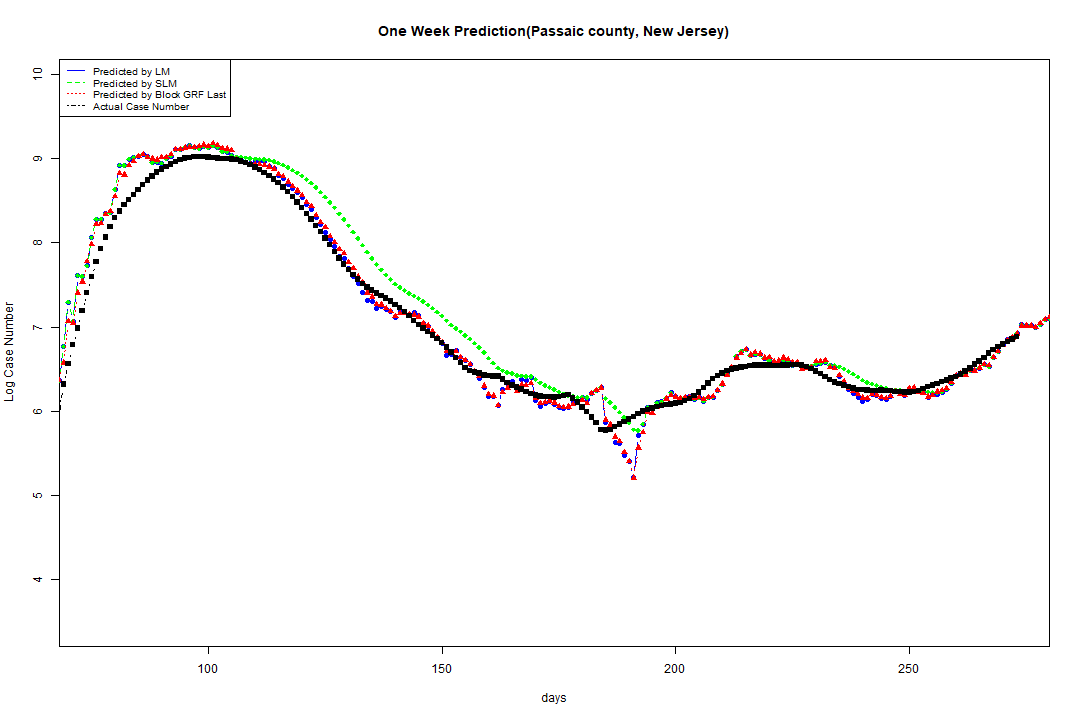 One Week Prediction(Passaic county, New Jersey)
Predicted by LM
Predicted by SLM
Predicted by Block GRF Last
Actual Case Number
10
9
8
7
6
5
4
Log Case Number
100
150
200
250
days